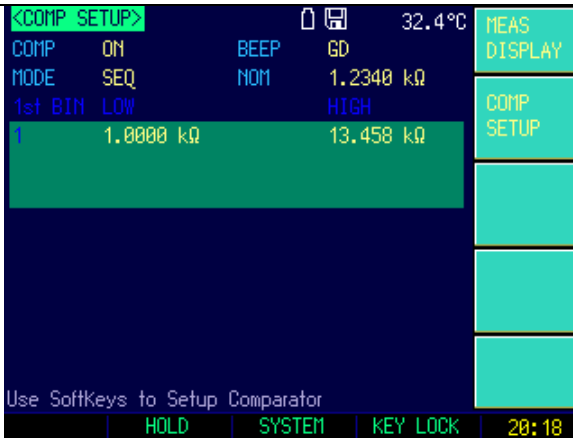 <COMP SETUP> 32.4°C
COMP ON BEEP GD
MODE SEQ NOM 1.2340 kΩ
1st BIN LOW HIGH
1 1.0000 kΩ 13.458 kΩ
MEAS
DISPLAY
COMP
SETUP
Use SoftKeys to Setup Comparator
HOLD SYSTEM KEY LOCK 20:18